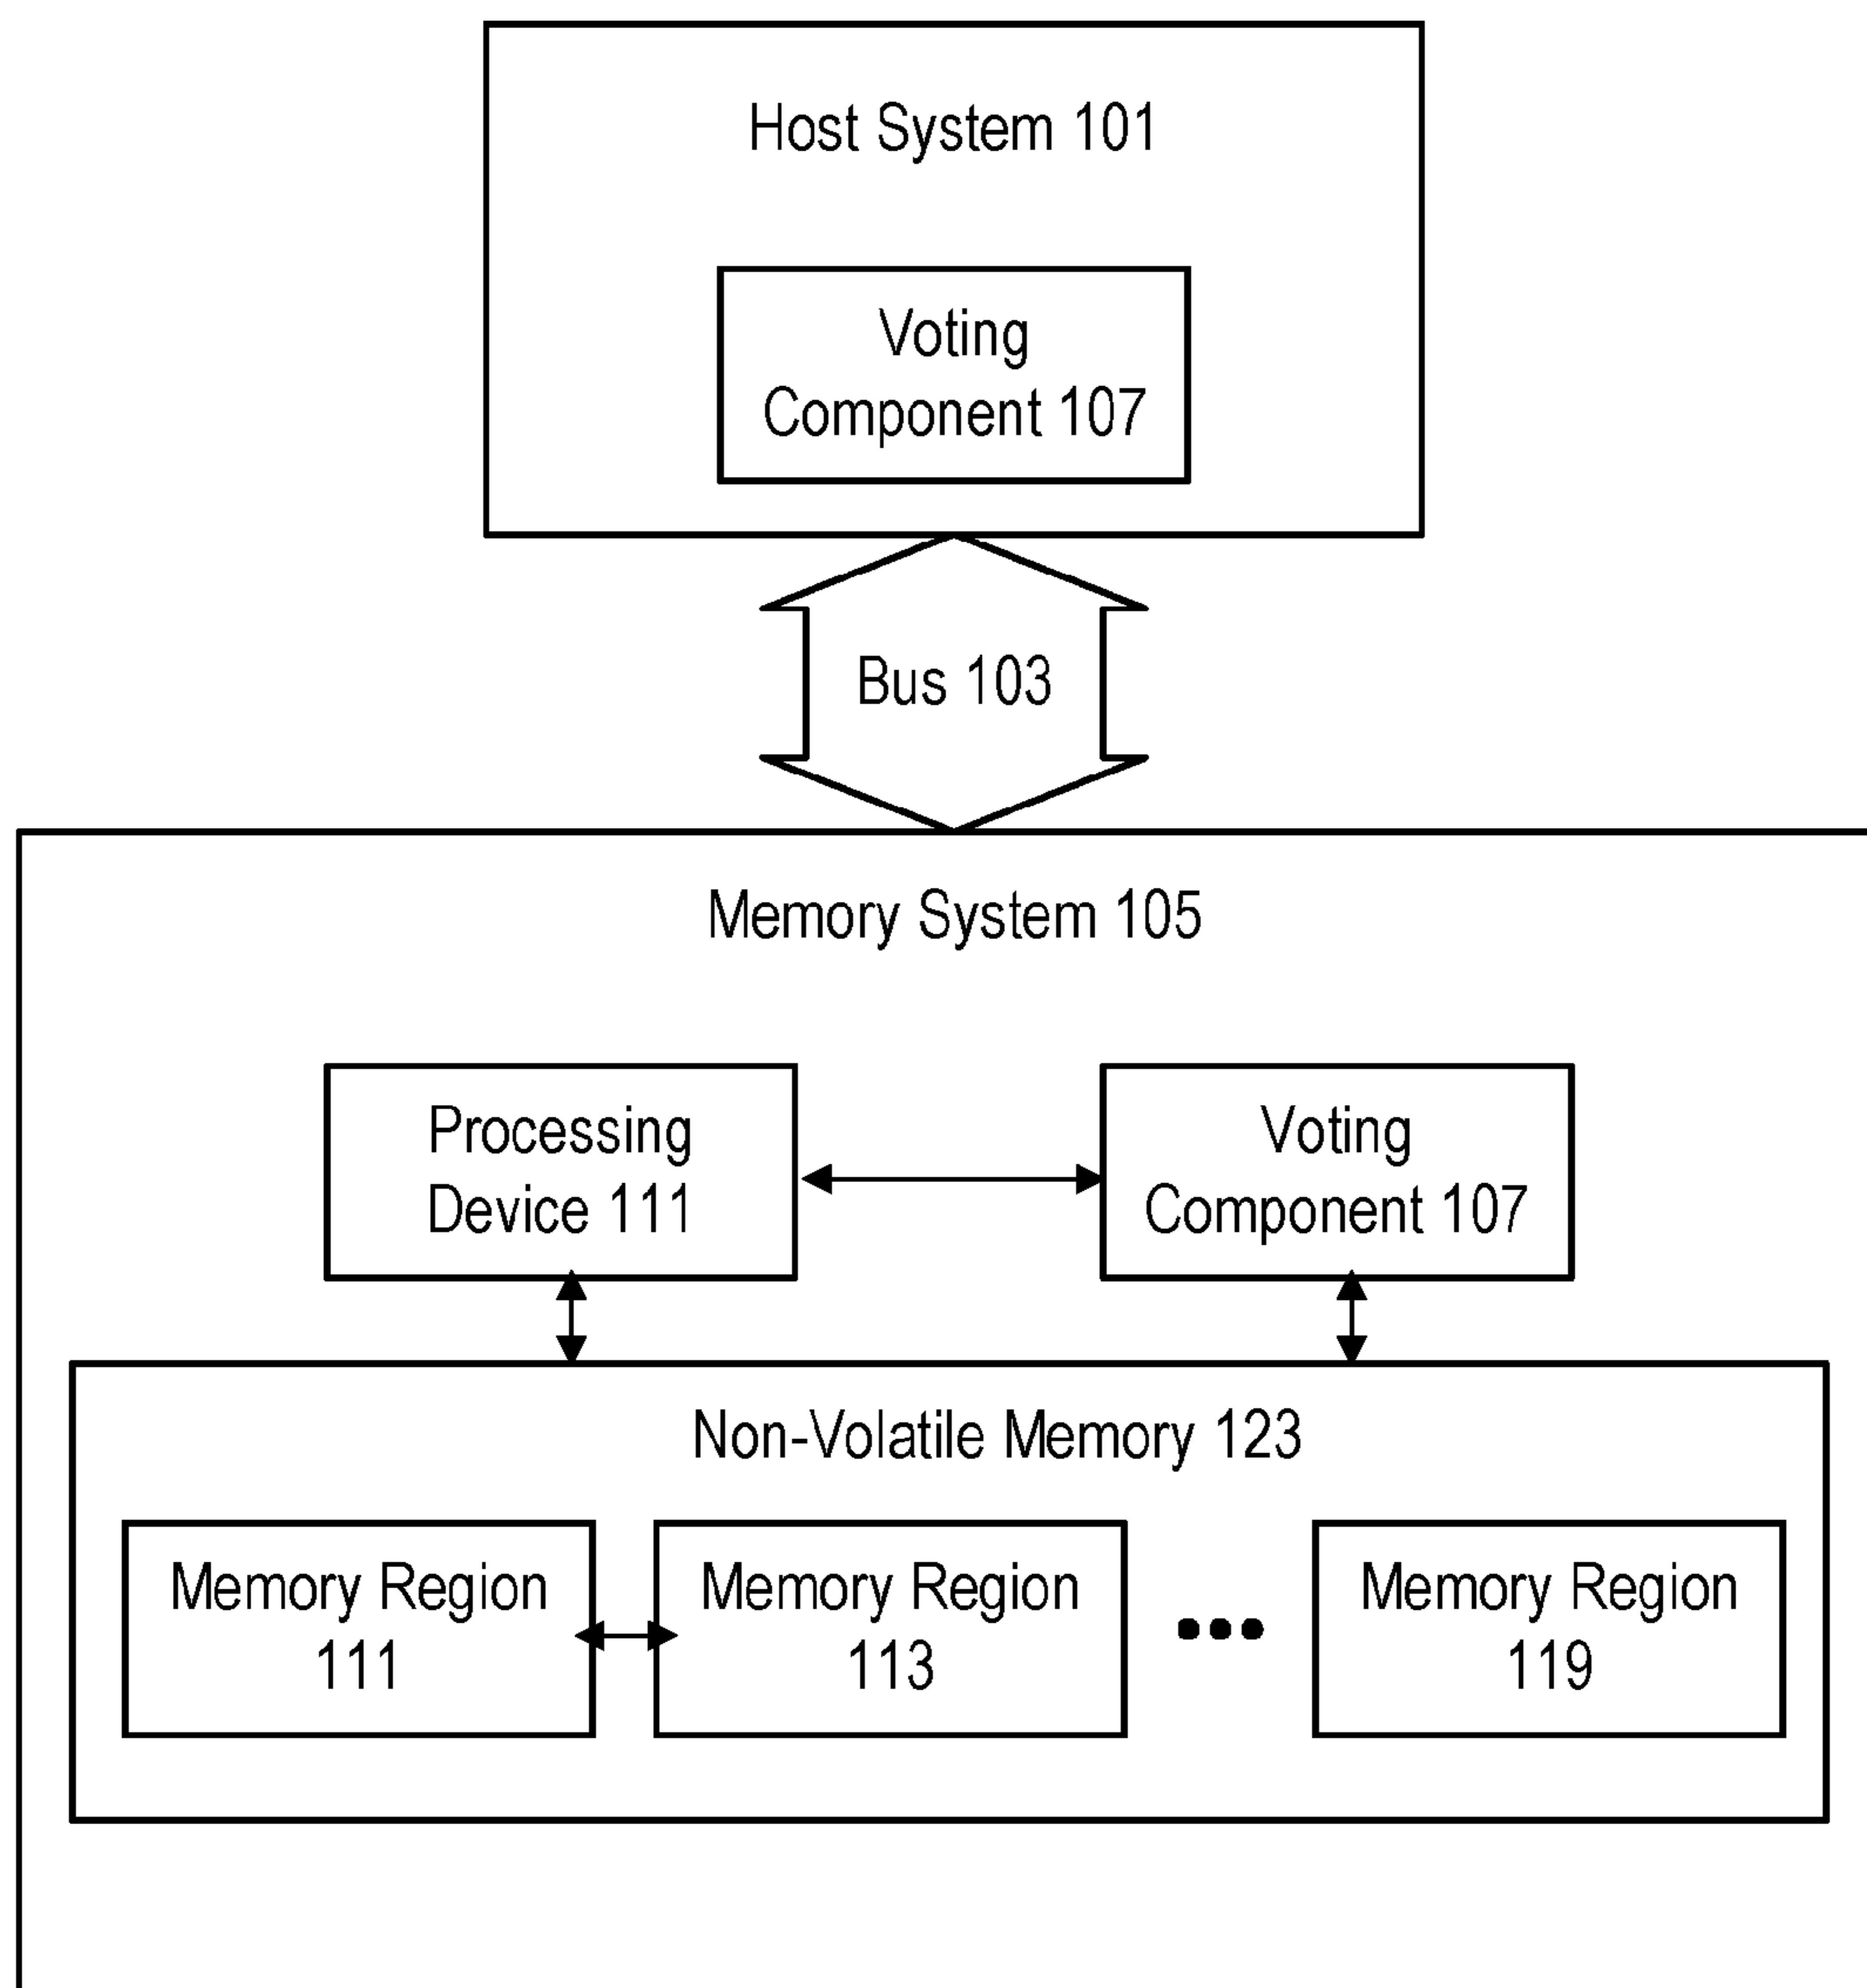 Host System 101
Voting
Component 107
Bus 103
Memory System 105
Processing
Device 111
Voting
Component 107
Non-Volatile Memory 123
Memory Region
111
Memory Region
113
Memory Region
119